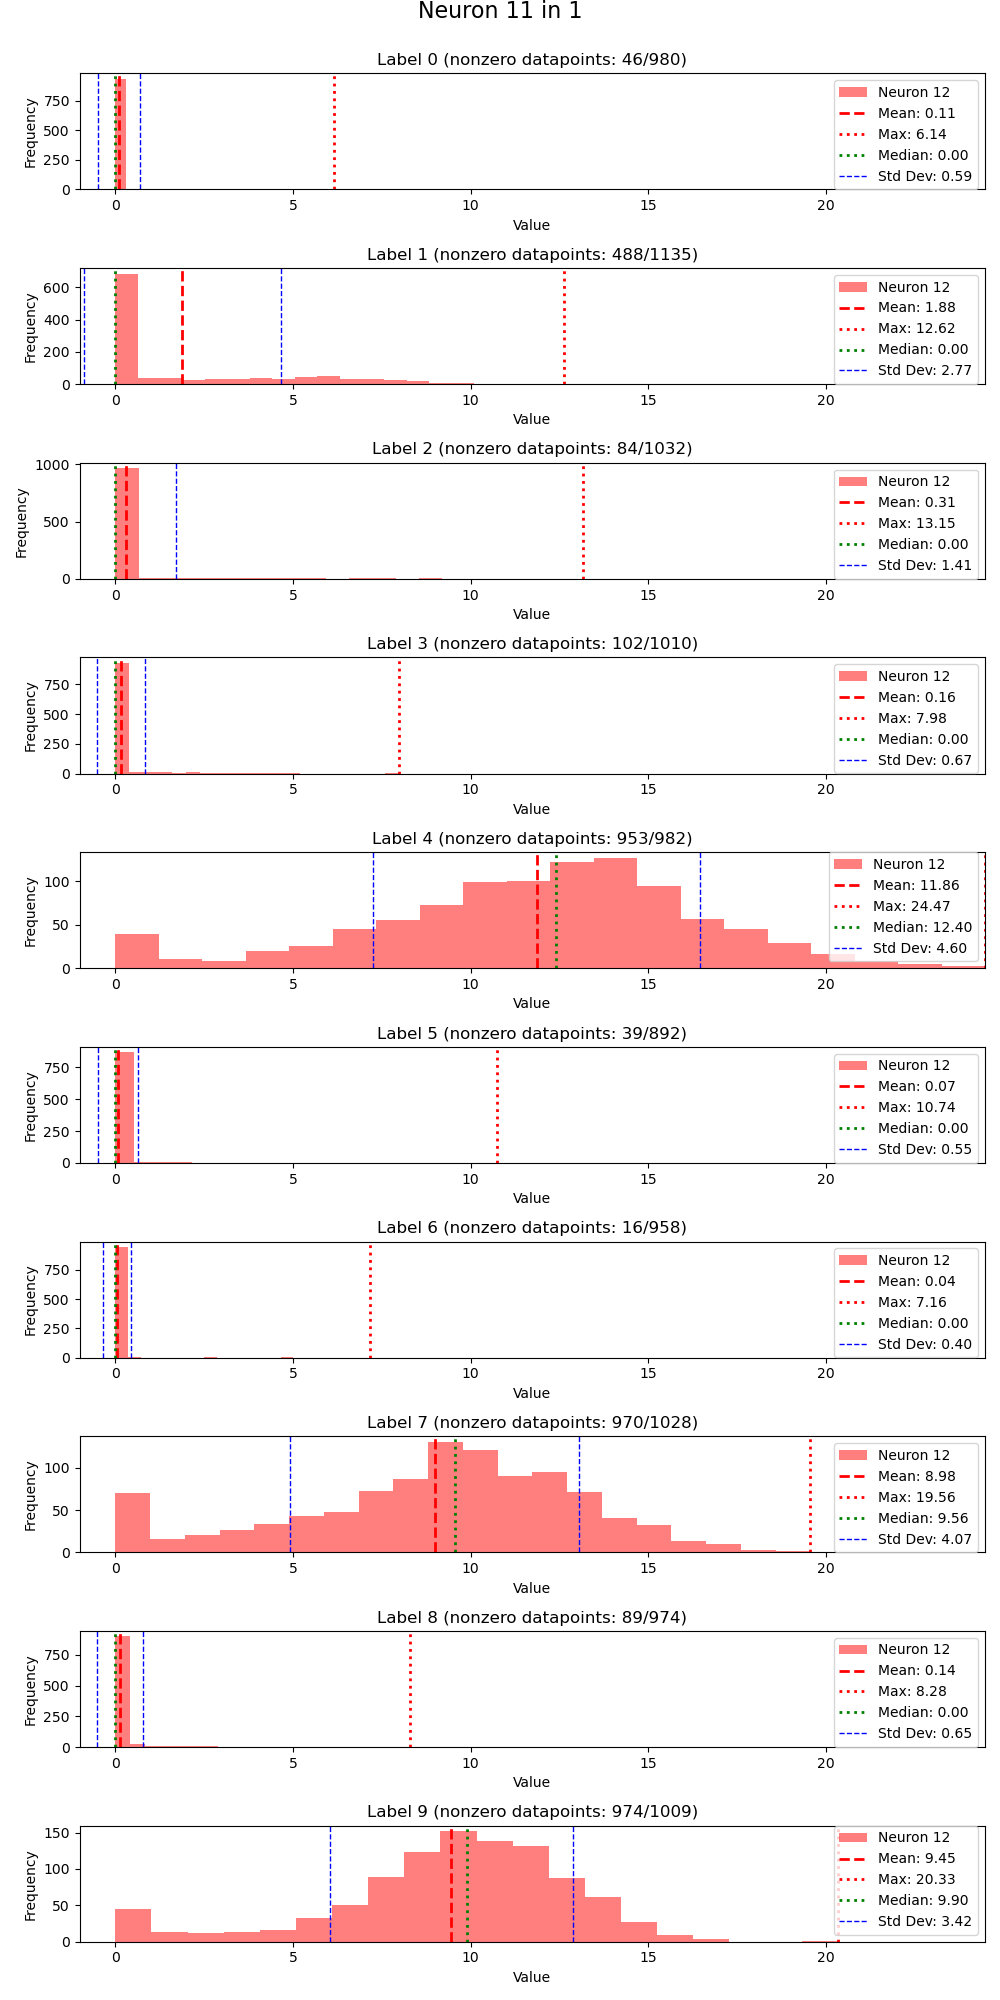 Neuron 11 in 1
Label 0 (nonzero datapoints: 46/980)
Frequency
750
500
250
0
Neuron 12
Mean: 0.11
Max: 6.14
Median: 0.00
Std Dev: 0.59
0 5 10 15 20
Value
Label 1 (nonzero datapoints: 488/1135)
Frequency
600
400
200
0
Neuron 12
Mean: 1.88
Max: 12.62
Median: 0.00
Std Dev: 2.77
0 5 10 15 20
Value
Label 2 (nonzero datapoints: 84/1032)
Frequency
1000
500
0
Neuron 12
Mean: 0.31
Max: 13.15
Median: 0.00
Std Dev: 1.41
0 5 10 15 20
Value
Label 3 (nonzero datapoints: 102/1010)
Frequency
750
500
250
0
Neuron 12
Mean: 0.16
Max: 7.98
Median: 0.00
Std Dev: 0.67
0 5 10 15 20
Value
Label 4 (nonzero datapoints: 953/982)
Frequency
100
50
0
Neuron 12
Mean: 11.86
Max: 24.47
Median: 12.40
Std Dev: 4.60
0 5 10 15 20
Value
Label 5 (nonzero datapoints: 39/892)
Frequency
750
500
250
0
Neuron 12
Mean: 0.07
Max: 10.74
Median: 0.00
Std Dev: 0.55
0 5 10 15 20
Value
Label 6 (nonzero datapoints: 16/958)
Frequency
750
500
250
0
Neuron 12
Mean: 0.04
Max: 7.16
Median: 0.00
Std Dev: 0.40
0 5 10 15 20
Value
Label 7 (nonzero datapoints: 970/1028)
Frequency
100
50
0
Neuron 12
Mean: 8.98
Max: 19.56
Median: 9.56
Std Dev: 4.07
0 5 10 15 20
Value
Label 8 (nonzero datapoints: 89/974)
Frequency
750
500
250
0
Neuron 12
Mean: 0.14
Max: 8.28
Median: 0.00
Std Dev: 0.65
0 5 10 15 20
Value
Label 9 (nonzero datapoints: 974/1009)
Frequency
150
100
50
0
Neuron 12
Mean: 9.45
Max: 20.33
Median: 9.90
Std Dev: 3.42
0 5 10 15 20
Value